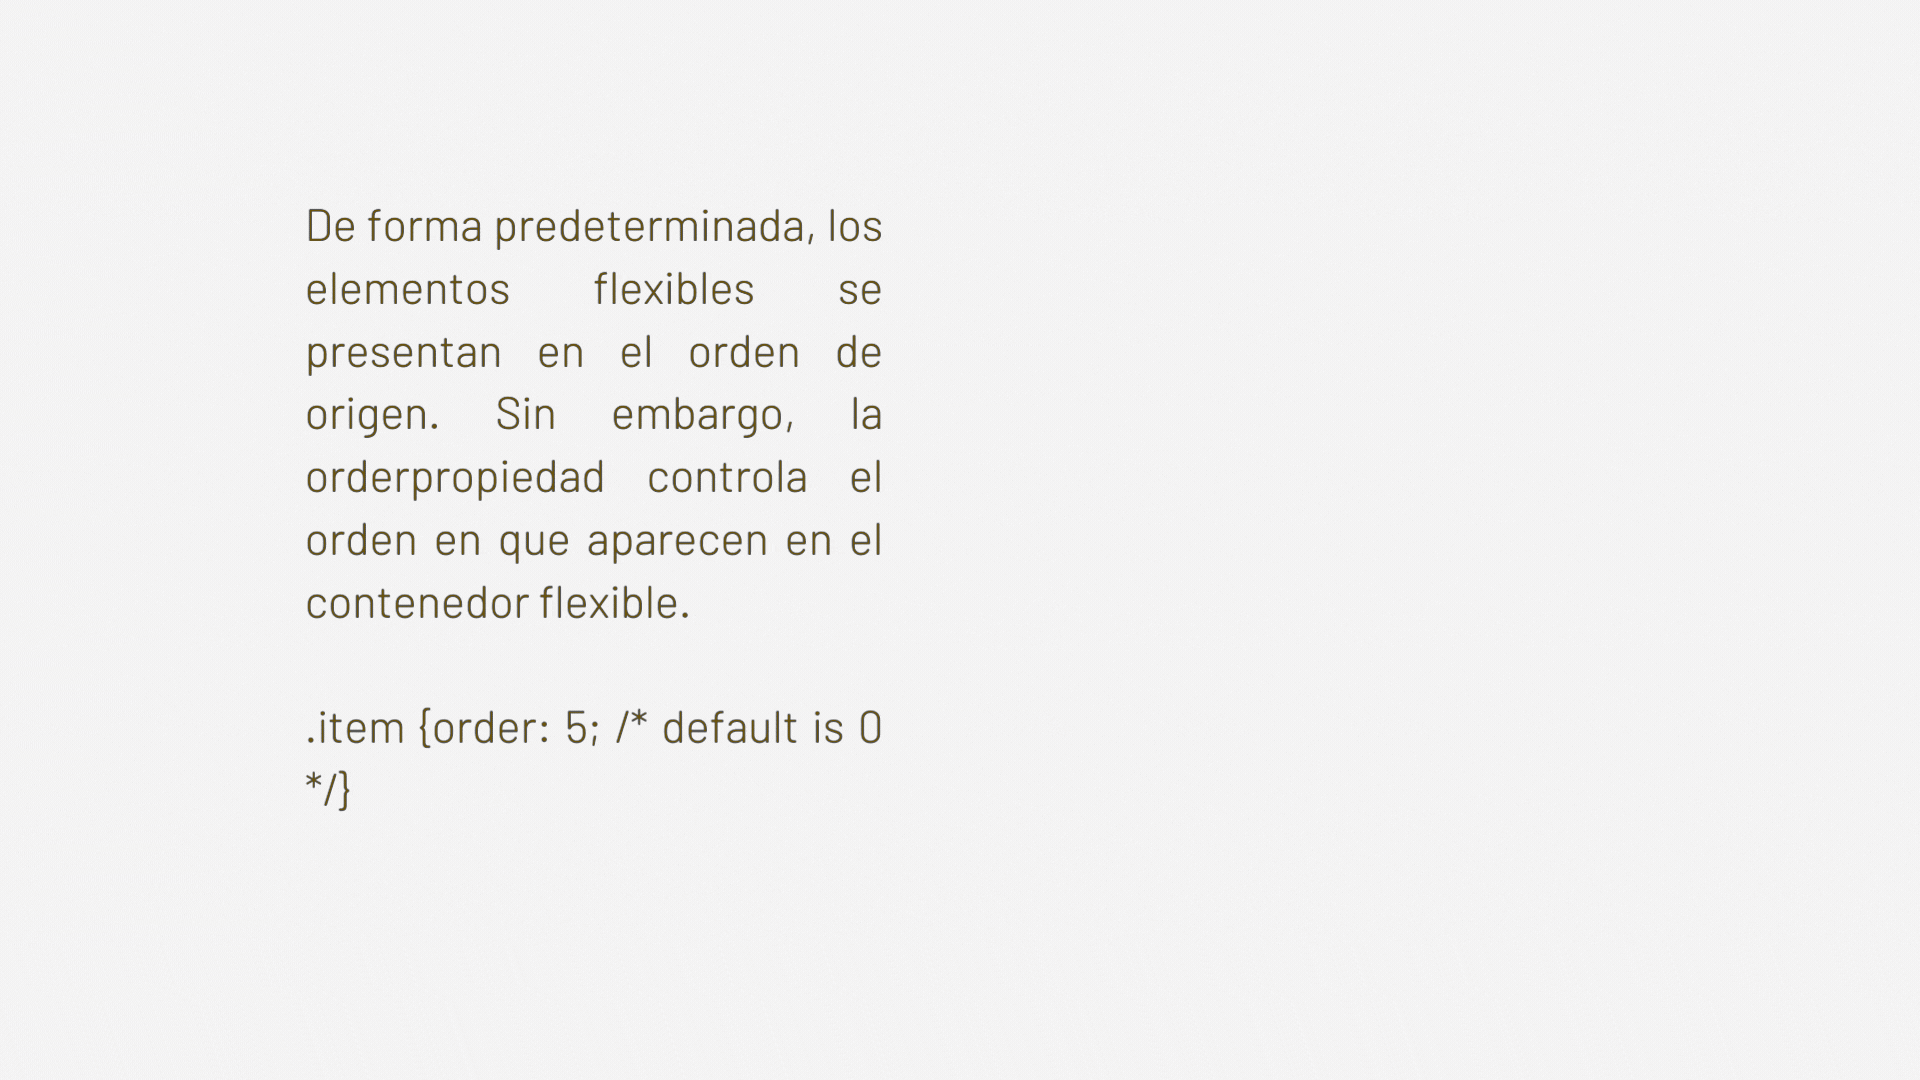 De forma predeterminada, los
elementos flexibles se
presentan en el orden de
origen. Sin embargo, la
orderpropiedad controla el
orden en que aparecen en el
contenedor flexible.
.item {order: 5; /* default is 0
*/}